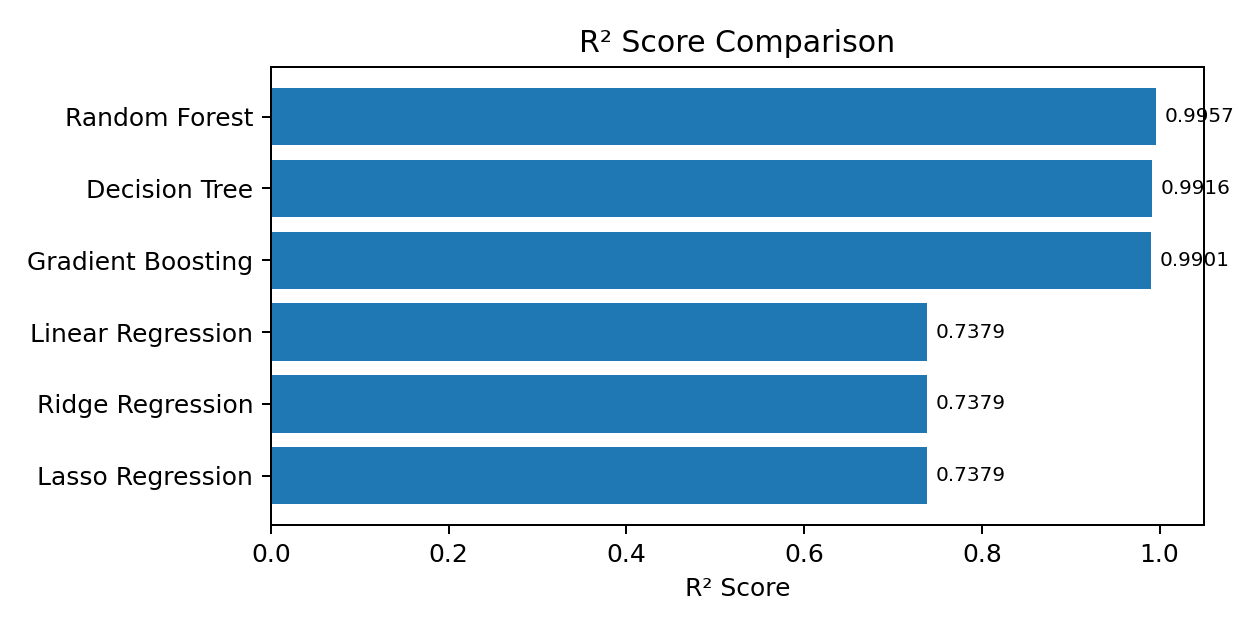 R² Score Comparison
Random Forest 0.9957
Decision Tree 0.9916
Gradient Boosting 0.9901
Linear Regression 0.7379
Ridge Regression 0.7379
Lasso Regression 0.7379
0.0 0.2 0.4 0.6 0.8 1.0
R² Score